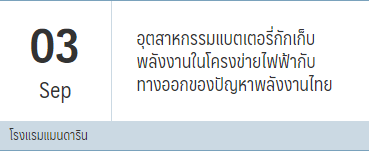 03
Sep
อุตสาหกรรมแบตเตอรี่กักเก็บ
พลังงานในโครงข่ายไฟฟ้ากับ
ทางออกของปัญหาพลังงานไทย
โรงแรมแมนดาริน